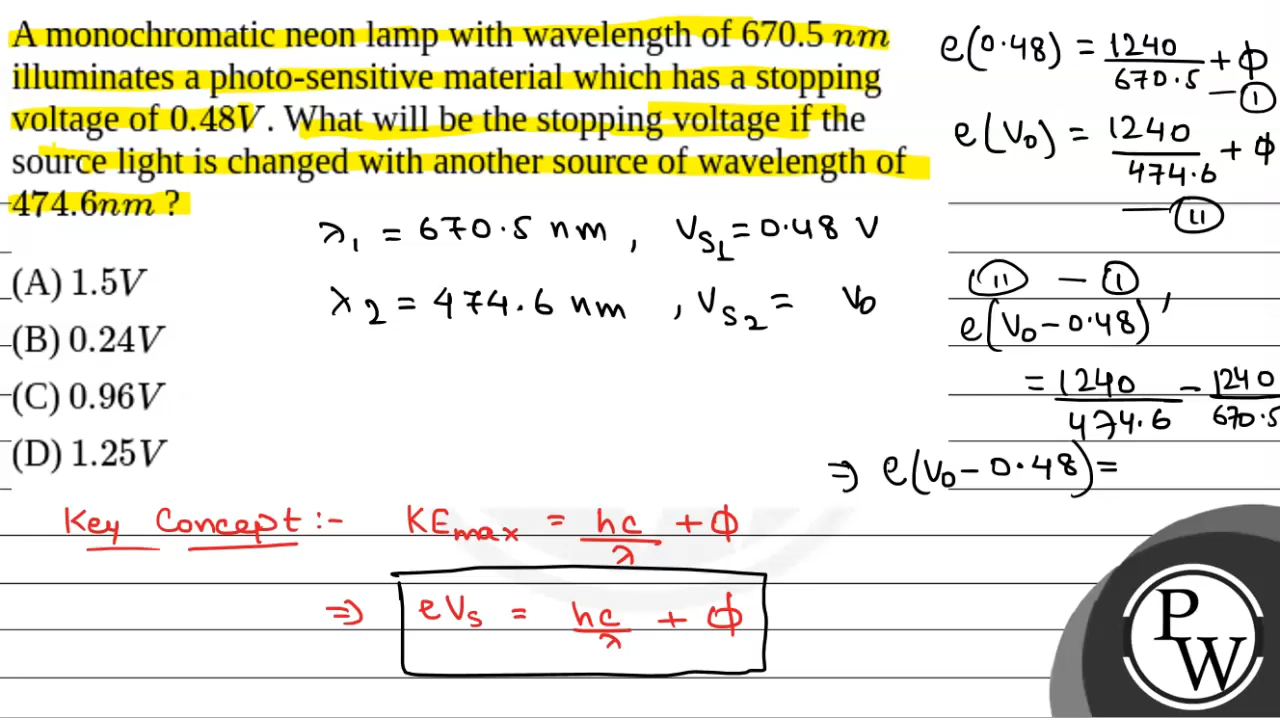 A monochromatic neon lamp with wavelength of 670.5 nm
illuminates a photo-sensitive material which has a stopping
voltage of 0.48V. What will be the stopping voltage if the
source light is changed with another source of wavelength of
474.6nm ?
λ₁ = 670.5 nm, V_S₁ = 0.48 V
λ₂ = 474.6 nm, V_S₂ = V₀
(A) 1.5V
(B) 0.24V
(C) 0.96V
(D) 1.25V
Key Concept :- KEmax = hc/λ + Φ
⇒ eVs = hc/λ + Φ
e(0.48) = 1240/670.5 + Φ —①
e(V₀) = 1240/474.6 + Φ
—⑪
⑪ — ①,
e(V₀ – 0.48)
= 1240/474.6 – 1240/670.5
⇒ e(V₀ – 0.48) =
P
W